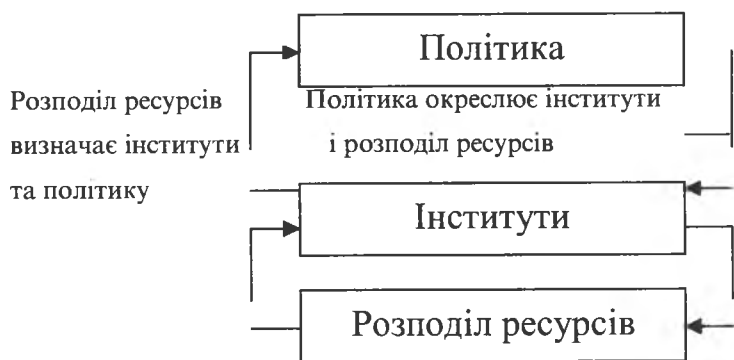 Політика
Розподіл ресурсів
визначає інститути
та політику
Політика окреслює інститути
і розподіл ресурсів
Інститути
Розподіл ресурсів